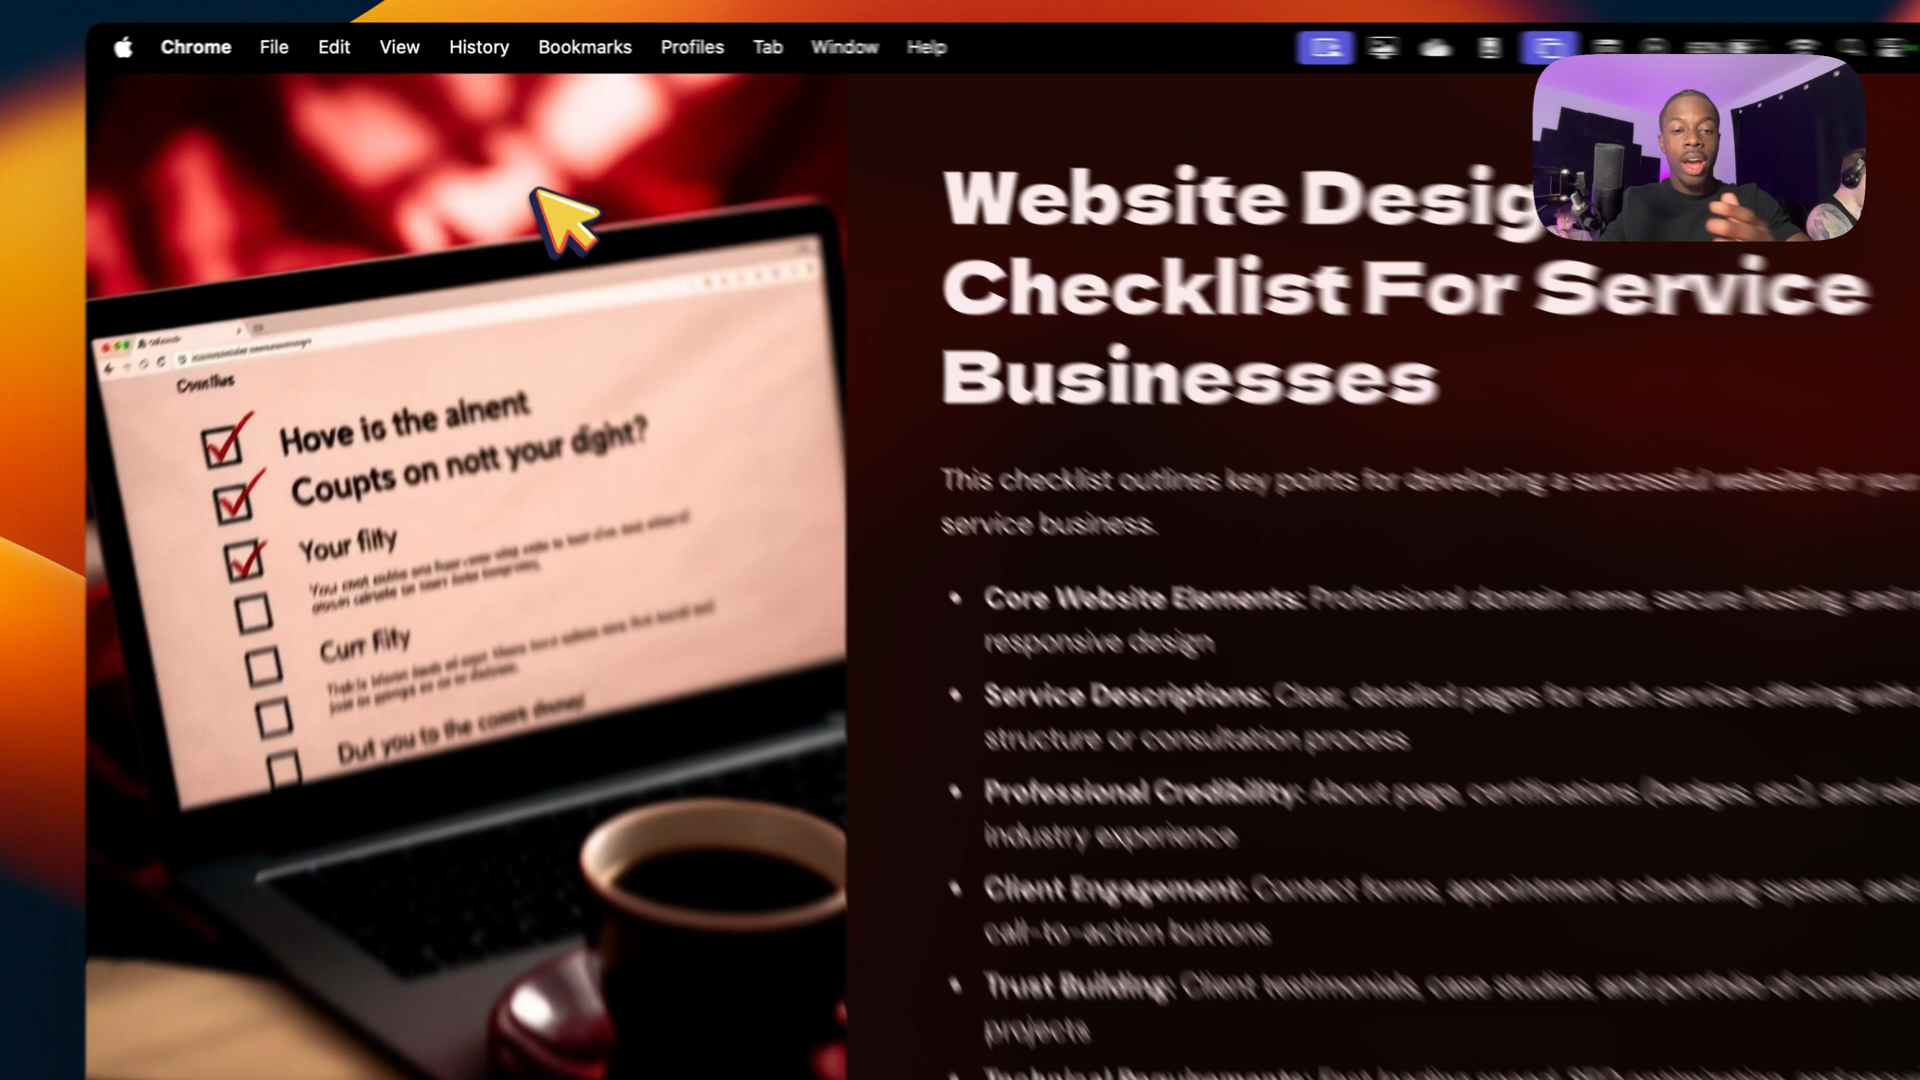 Chrome File Edit View History Bookmarks Profiles Tab Window Help
Hove is the alnent
Coupts on nott your dight?
Your filty
Curr filty
Dut you to the comt
Website Desig
Checklist For Service
Businesses
This checklist outlines key points for developing a successful website for your
service business.
• Core Website Elements: Professional domain name, secure hosting and
responsive design
• Service Descriptions: Clear, detailed pages for each service offering with
structure or consultation process
• Professional Credibility: About page, certifications (badges, etc), and
industry experience
• Client Engagement: Contact forms, appointment scheduling system, and
call-to-action buttons
• Trust Building: Client testimonials, case studies, and portfolio of complete
projects